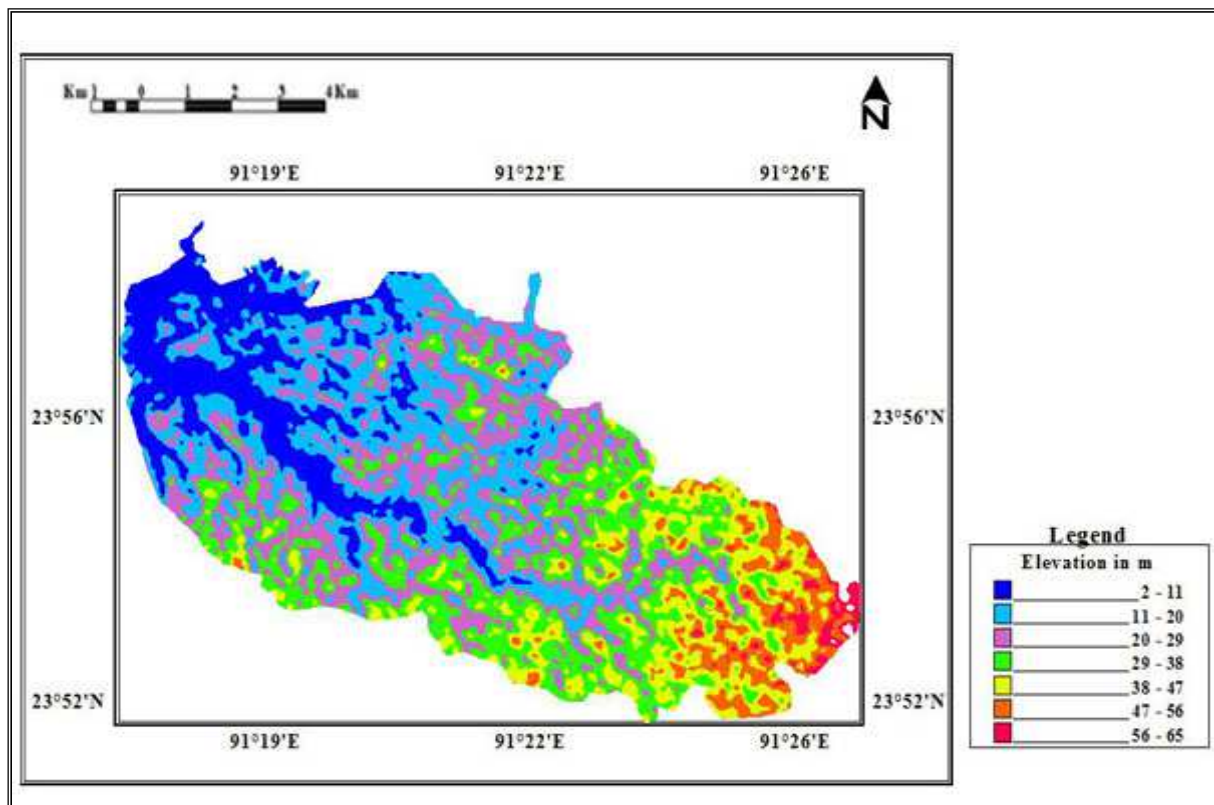 Km 1 0 1 2 3 4 Km
N
91°19'E 91°22'E 91°26'E
23°56'N 23°56'N
23°52'N 23°52'N
91°19'E 91°22'E 91°26'E
Legend
Elevation in m
2 - 11
11 - 20
20 - 29
29 - 38
38 - 47
47 - 56
56 - 65